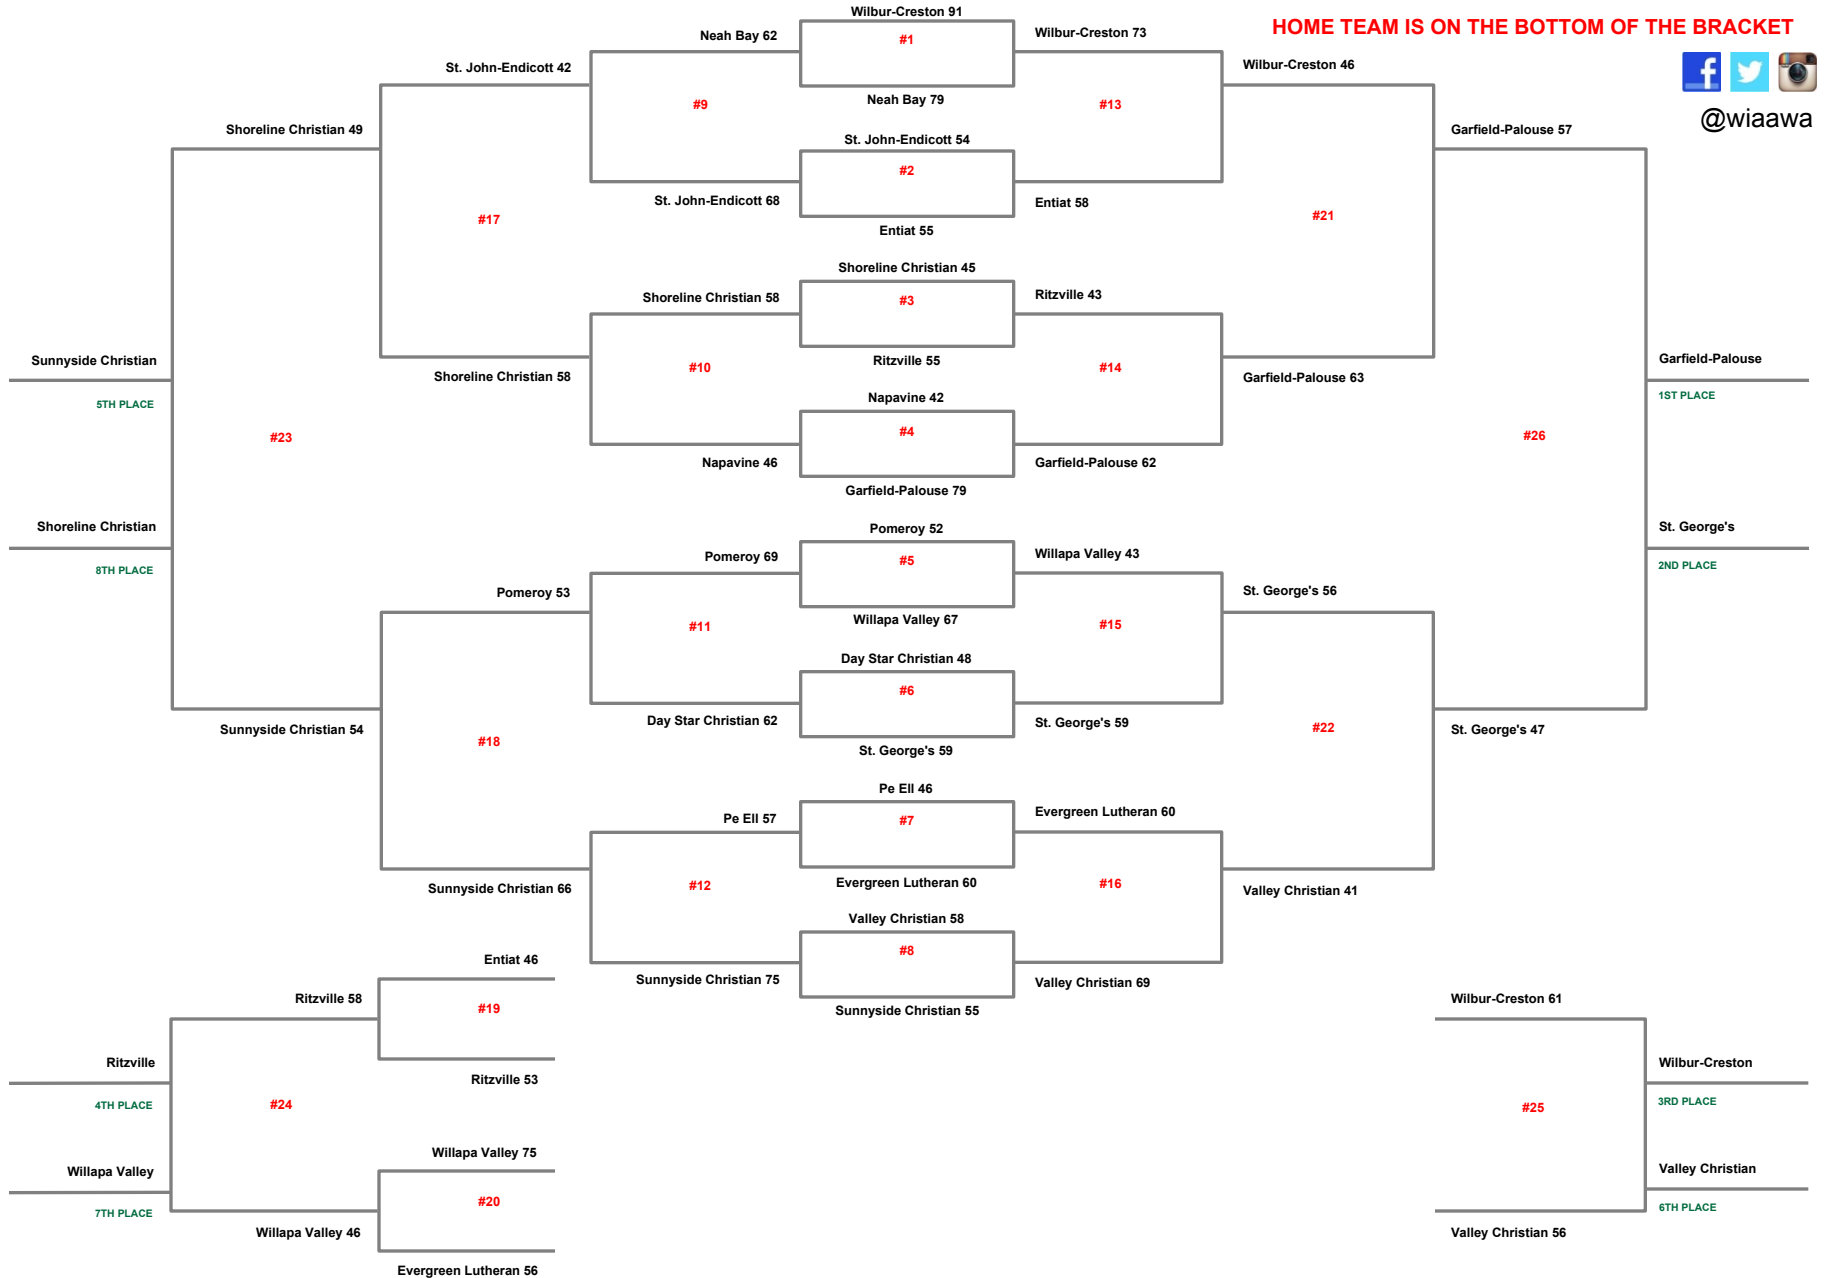 Wilbur-Creston 91
HOME TEAM IS ON THE BOTTOM OF THE BRACKET
Neah Bay 62
#1
Wilbur-Creston 73
St. John-Endicott 42
Wilbur-Creston 46
Neah Bay 79
#9
#13
@wiaawa
Shoreline Christian 49
Garfield-Palouse 57
St. John-Endicott 54
#2
St. John-Endicott 68
Entiat 58
#17
#21
Entiat 55
Shoreline Christian 45
Shoreline Christian 58
#3
Ritzville 43
Sunnyside Christian
Ritzville 55
Garfield-Palouse
#10
#14
Shoreline Christian 58
Garfield-Palouse 63
5TH PLACE
1ST PLACE
Napavine 42
#23
#4
#26
Napavine 46
Garfield-Palouse 62
Garfield-Palouse 79
Shoreline Christian
Pomeroy 52
St. George's
8TH PLACE
Pomeroy 69
#5
Willapa Valley 43
2ND PLACE
Pomeroy 53
St. George's 56
Willapa Valley 67
#11
#15
Day Star Christian 48
#6
Day Star Christian 62
St. George's 59
Sunnyside Christian 54
St. George's 47
#18
#22
St. George's 59
Pe Ell 46
Pe Ell 57
#7
Evergreen Lutheran 60
Sunnyside Christian 66
#12
Evergreen Lutheran 60
#16
Valley Christian 41
Valley Christian 58
#8
Entiat 46
Sunnyside Christian 75
Valley Christian 69
Ritzville 58
#19
Sunnyside Christian 55
Wilbur-Creston 61
Ritzville
Ritzville 53
Wilbur-Creston
4TH PLACE
#24
#25
3RD PLACE
Willapa Valley 75
Willapa Valley
Valley Christian
7TH PLACE
#20
6TH PLACE
Willapa Valley 46
Valley Christian 56
Evergreen Lutheran 56